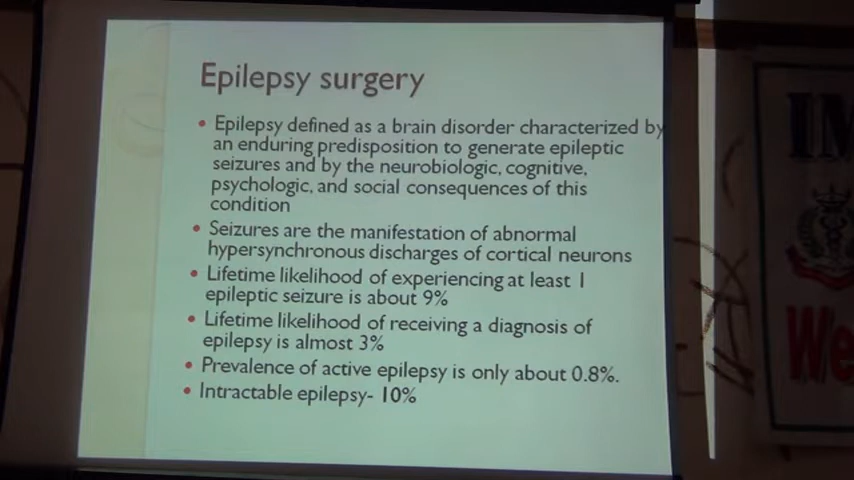 Epilepsy surgery
• Epilepsy defined as a brain disorder characterized by
an enduring predisposition to generate epileptic
seizures and by the neurobiologic, cognitive,
psychologic, and social consequences of this
condition
• Seizures are the manifestation of abnormal
hypersynchronous discharges of cortical neurons
• Lifetime likelihood of experiencing at least 1
epileptic seizure is about 9%
• Lifetime likelihood of receiving a diagnosis of
epilepsy is almost 3%
• Prevalence of active epilepsy is only about 0.8%.
• Intractable epilepsy- 10%
IM
We